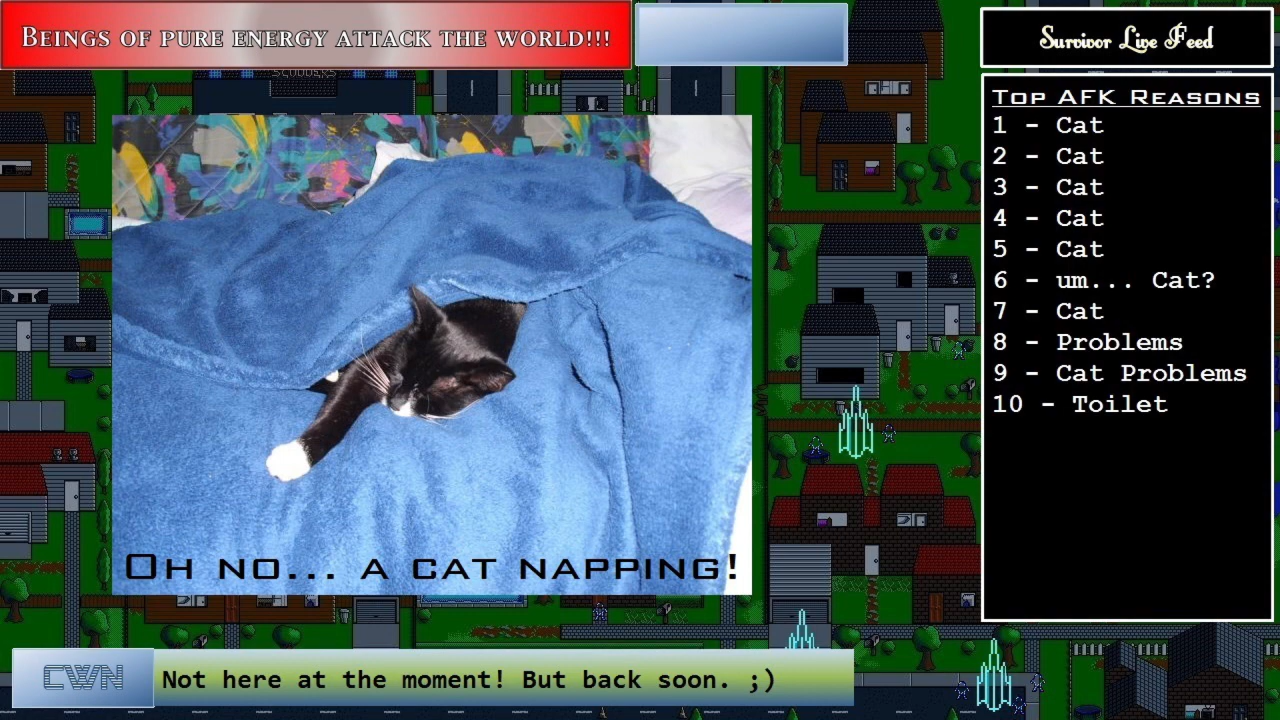 Beings of pure energy attack the world!!!
Survivor Live Feed
Top AFK Reasons
1 - Cat
2 - Cat
3 - Cat
4 - Cat
5 - Cat
6 - um... Cat?
7 - Cat
8 - Problems
9 - Cat Problems
10 - Toilet
Oh no... a cat napping!
CWN
Not here at the moment! But back soon. ;)